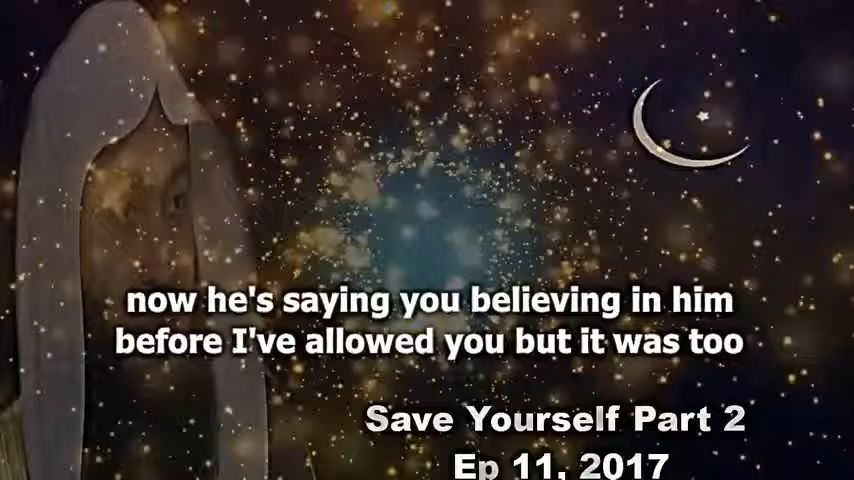 now he's saying you believing in him
before I've allowed you but it was too
Save Yourself Part 2
Ep 11, 2017